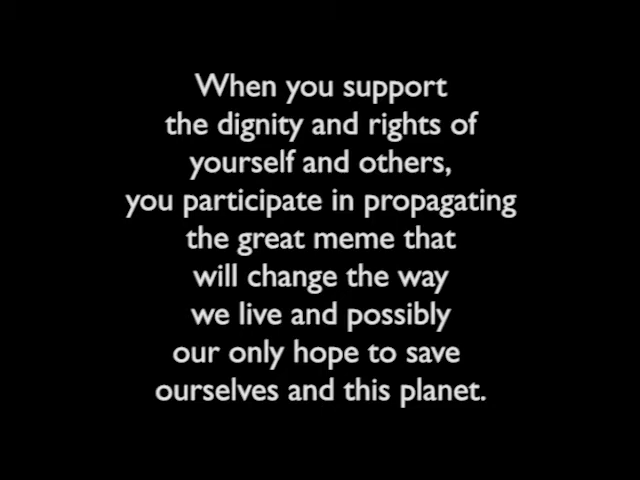 When you support
the dignity and rights of
yourself and others,
you participate in propagating
the great meme that
will change the way
we live and possibly
our only hope to save
ourselves and this planet.